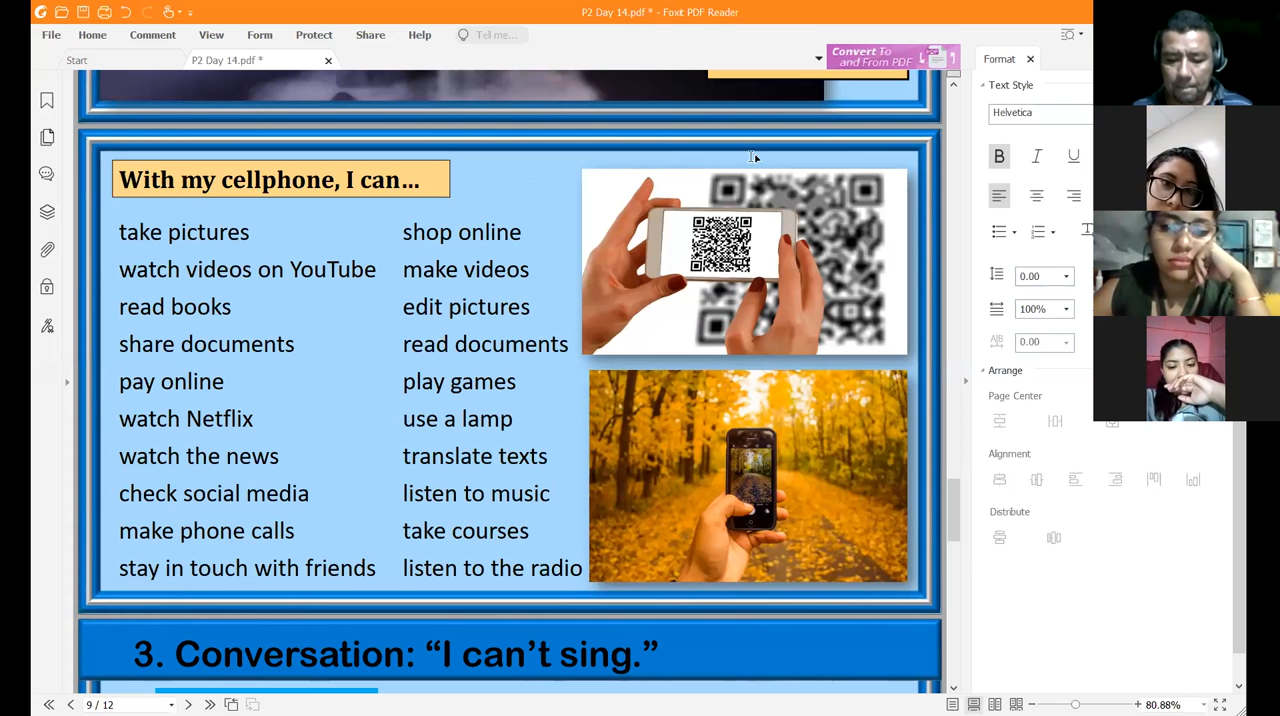 P2 Day 14.pdf * - Foxit PDF Reader
File Home Comment View Form Protect Share Help Tell me...
Start P2 Day 14.pdf *
Convert To
and From PDF
Format
Text Style
Helvetica
B I U
0.00
100%
0.00
Arrange
Page Center
Alignment
Distribute
With my cellphone, I can...
take pictures
watch videos on YouTube
read books
share documents
pay online
watch Netflix
watch the news
check social media
make phone calls
stay in touch with friends
shop online
make videos
edit pictures
read documents
play games
use a lamp
translate texts
listen to music
take courses
listen to the radio
3. Conversation: “I can’t sing.”
9 / 12
80.88%